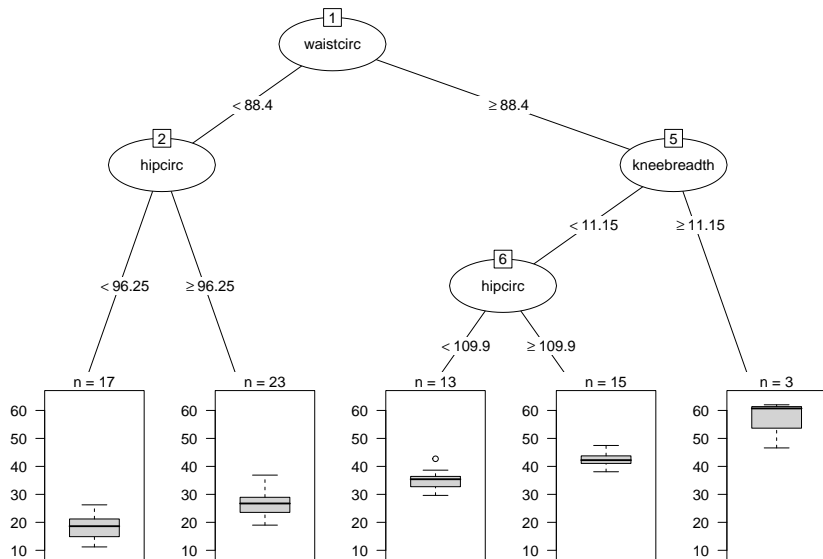 1
waistcirc
< 88.4
≥ 88.4
2
hipcirc
5
kneebreadth
< 11.15
≥ 11.15
6
hipcirc
< 96.25
≥ 96.25
< 109.9
≥ 109.9
n = 17
n = 23
n = 13
n = 15
n = 3
60 60 60 60 60
50 50 50 50 50
40 40 40 40 40
30 30 30 30 30
20 20 20 20 20
10 10 10 10 10